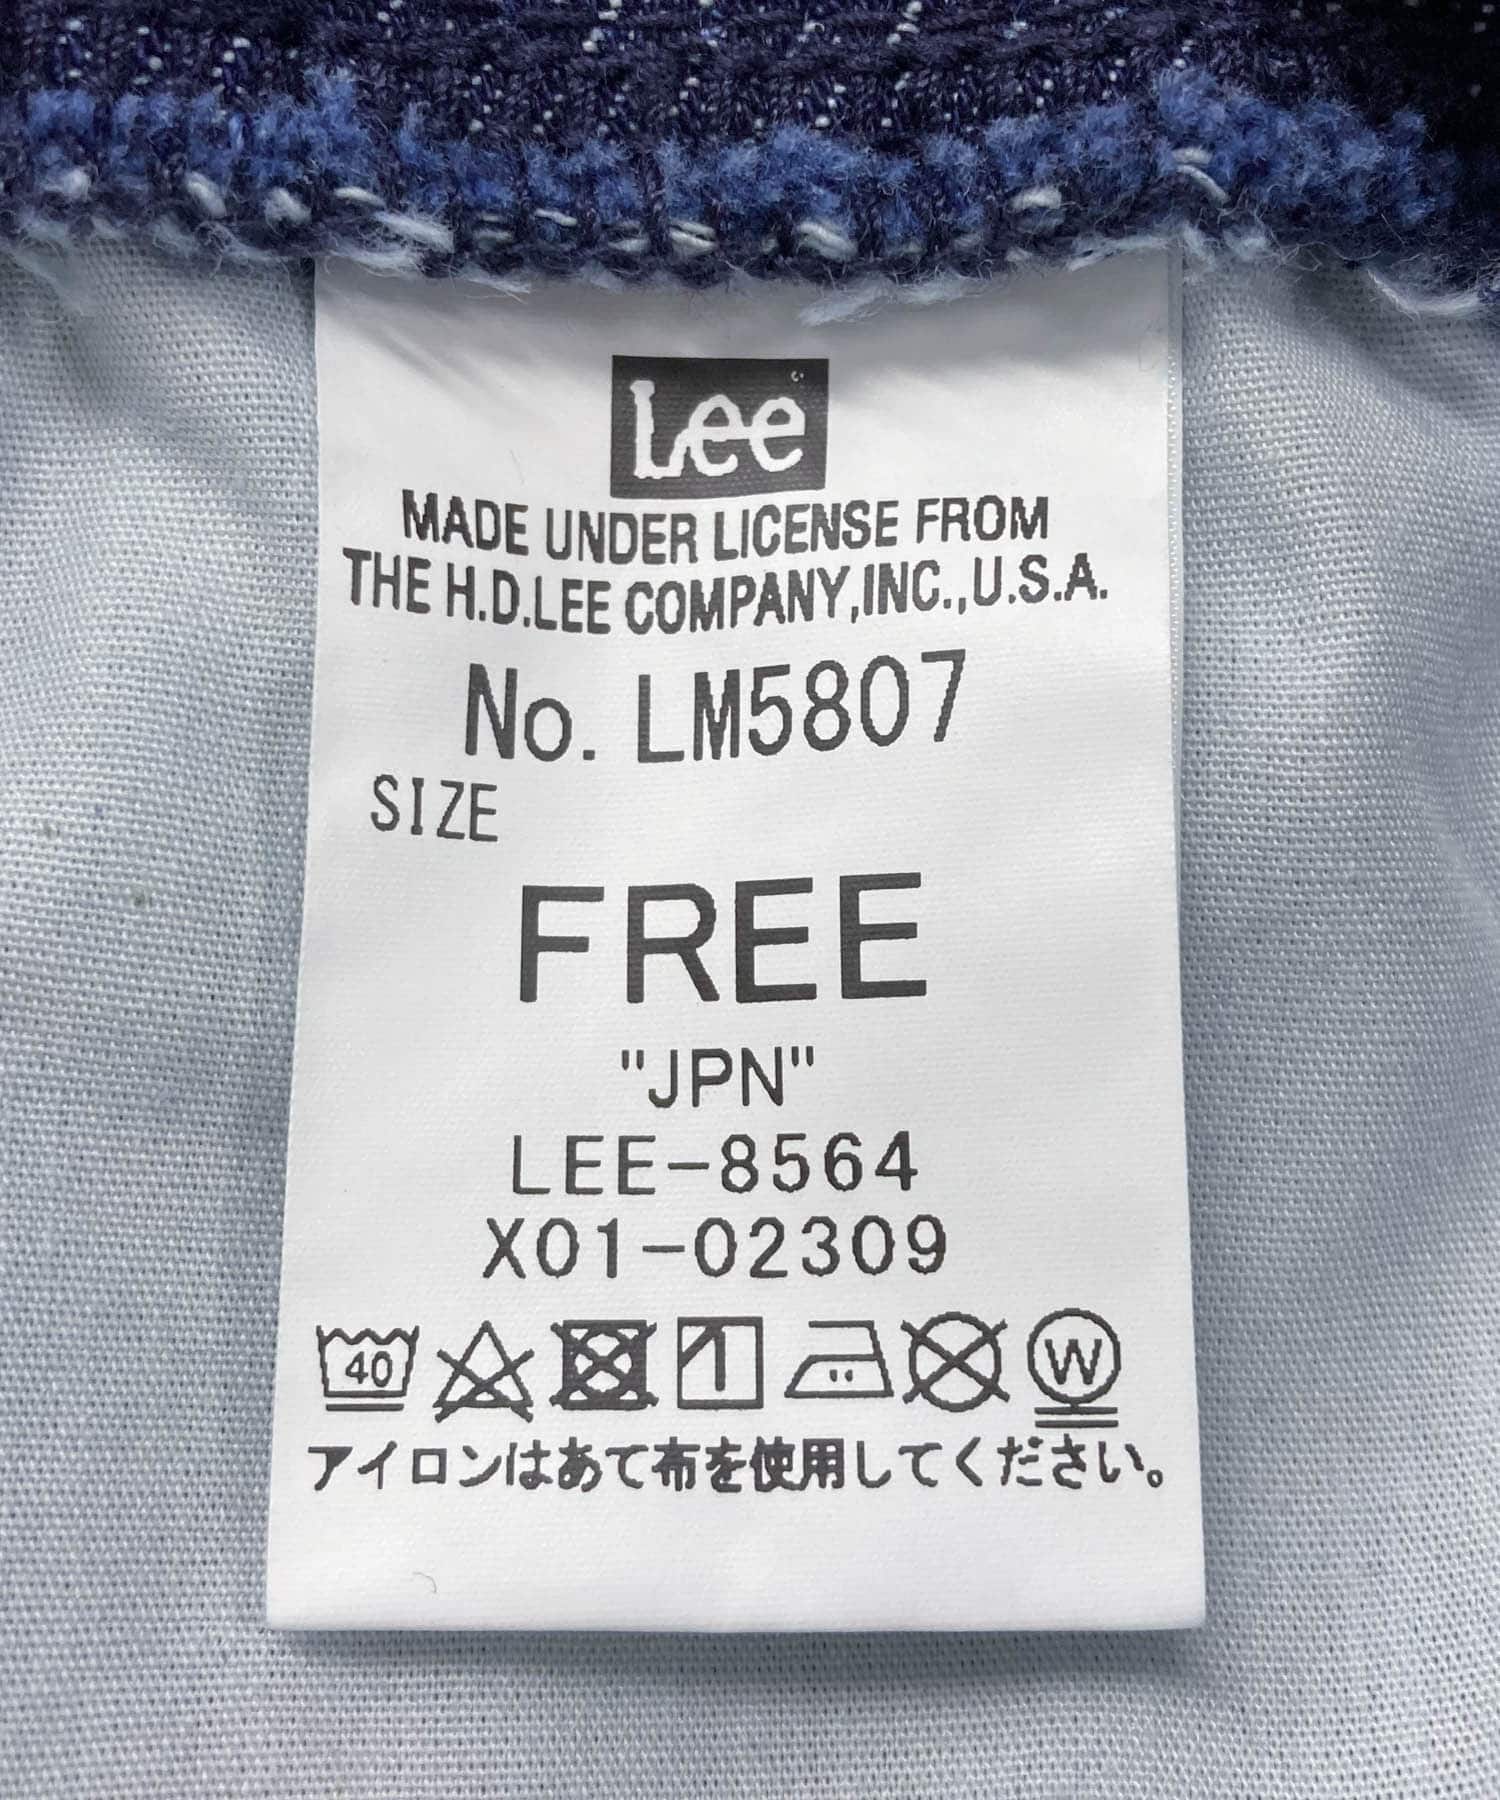 Lee
MADE UNDER LICENSE FROM
THE H.D.LEE COMPANY,INC.,U.S.A.
No. LM5807
SIZE
FREE
"JPN"
LEE-8564
X01-02309
40 W
アイロンはあて布を使用してください。